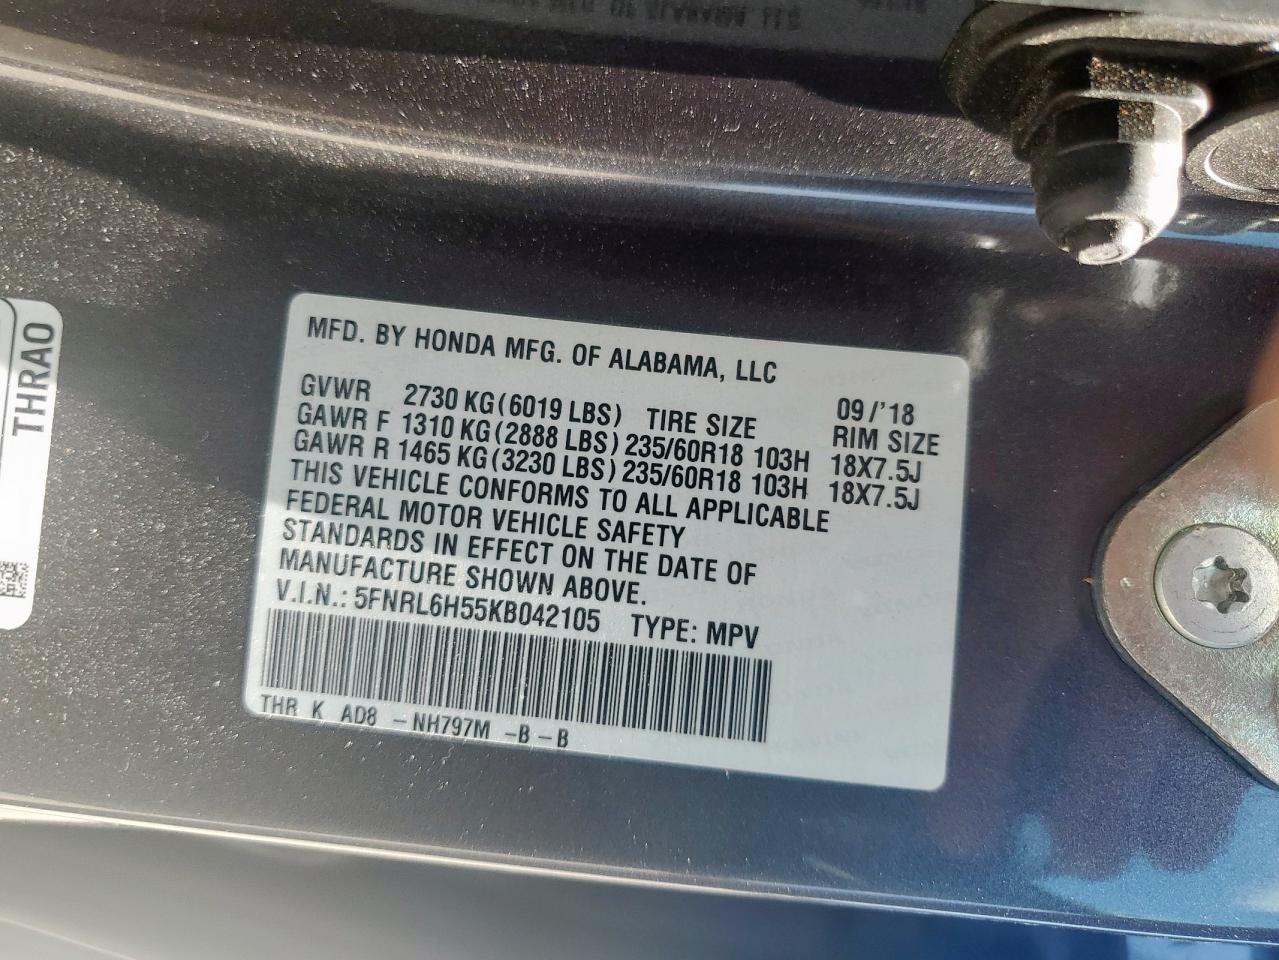 MFD. BY HONDA MFG. OF ALABAMA, LLC
09/'18
GVWR 2730 KG (6019 LBS) TIRE SIZE RIM SIZE
GAWR F 1310 KG (2888 LBS) 235/60R18 103H 18X7.5J
GAWR R 1465 KG (3230 LBS) 235/60R18 103H 18X7.5J
THIS VEHICLE CONFORMS TO ALL APPLICABLE
FEDERAL MOTOR VEHICLE SAFETY
STANDARDS IN EFFECT ON THE DATE OF
MANUFACTURE SHOWN ABOVE.
V.I.N.: 5FNRL6H55KB042105 TYPE: MPV
THR K AD8 - NH797M - B - B
THRA0